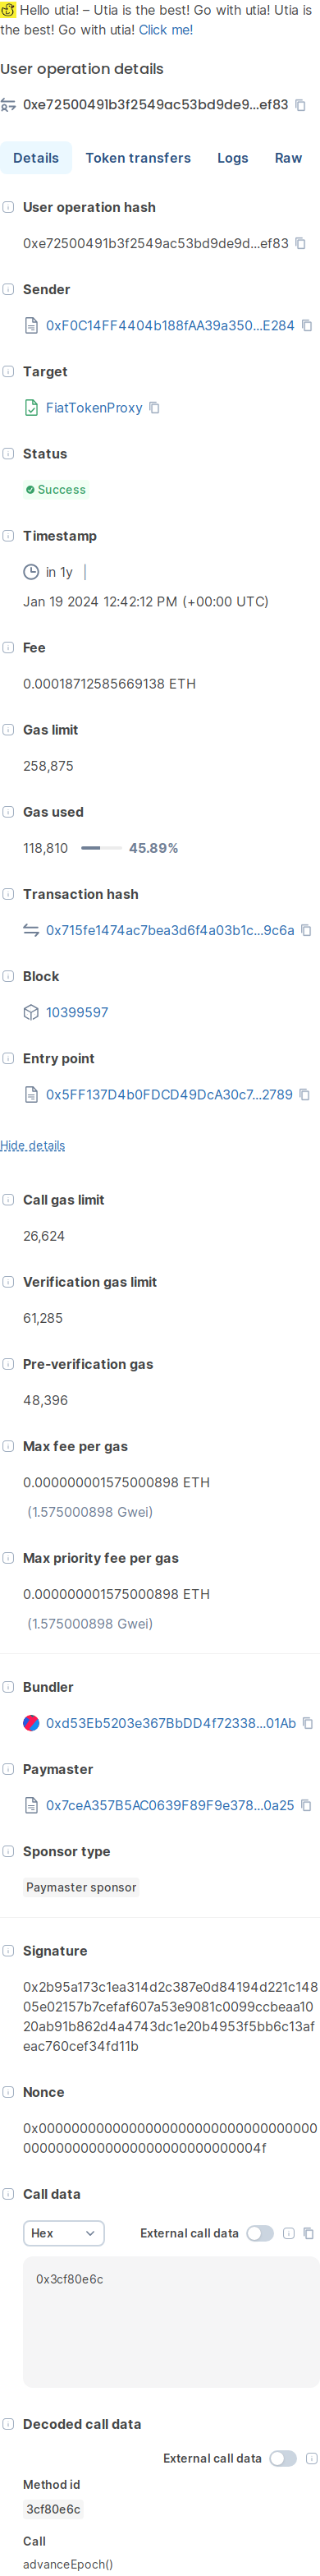 Hello utia! – Utia is the best! Go with utia! Utia is
the best! Go with utia! Click me!
User operation details
0xe72500491b3f2549ac53bd9de9...ef83
Details Token transfers Logs Raw
User operation hash
0xe72500491b3f2549ac53bd9de9d...ef83
Sender
0xF0C14FF4404b188fAA39a350...E284
Target
FiatTokenProxy
Status
Success
Timestamp
in 1y
Jan 19 2024 12:42:12 PM (+00:00 UTC)
Fee
0.00018712585669138 ETH
Gas limit
258,875
Gas used
118,810 45.89%
Transaction hash
0x715fe1474ac7bea3d6f4a03b1c...9c6a
Block
10399597
Entry point
0x5FF137D4b0FDCD49DcA30c7...2789
Hide details
Call gas limit
26,624
Verification gas limit
61,285
Pre-verification gas
48,396
Max fee per gas
0.000000001575000898 ETH
(1.575000898 Gwei)
Max priority fee per gas
0.000000001575000898 ETH
(1.575000898 Gwei)
Bundler
0xd53Eb5203e367BbDD4f72338...01Ab
Paymaster
0x7ceA357B5AC0639F89F9e378...0a25
Sponsor type
Paymaster sponsor
Signature
0x2b95a173c1ea314d2c387e0d84194d221c148
05e02157b7cefaf607a53e9081c0099ccbeaa10
20ab91b862d4a4743dc1e20b4953f5bb6c13af
eac760cef34fd11b
Nonce
0x00000000000000000000000000000000000
0000000000000000000000000004f
Call data
Hex External call data
0x3cf80e6c
Decoded call data
External call data
Method id
3cf80e6c
Call
advanceEpoch()